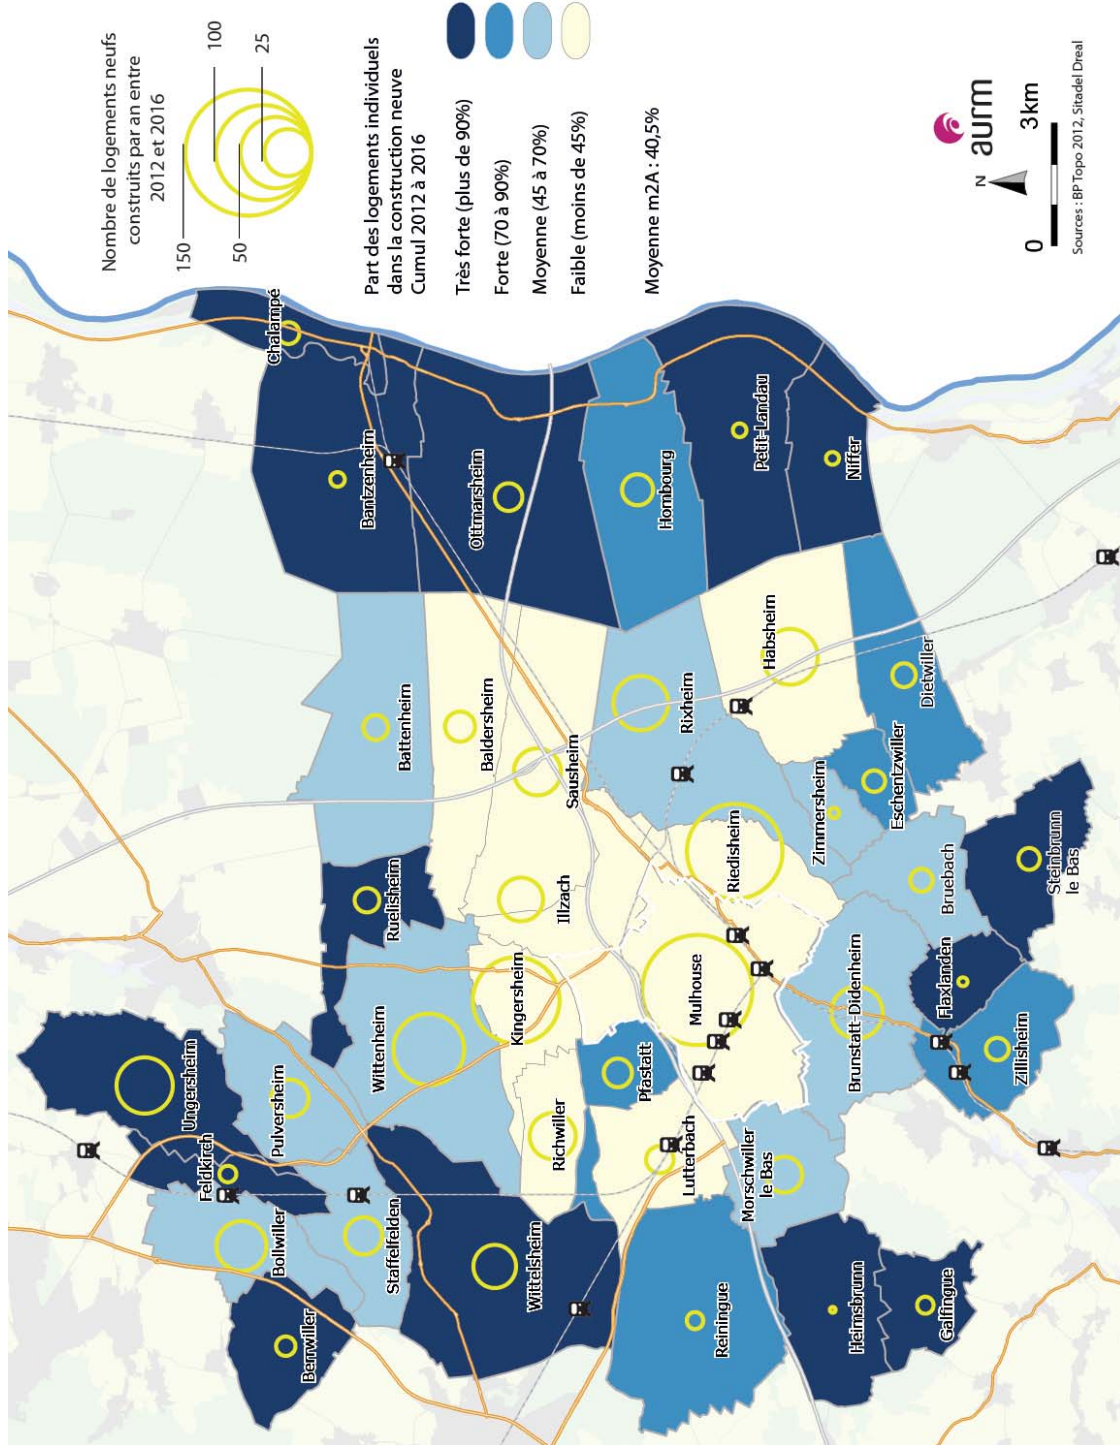 Nombre de logements neufs
construits par an entre
2012 et 2016
150
100
50
25
Part des logements individuels
dans la construction neuve
Cumul 2012 à 2016
Très forte (plus de 90%)
Forte (70 à 90%)
Moyenne (45 à 70%)
Faible (moins de 45%)
Moyenne m2A : 40,5%
N
aurm
0
3km
Sources : BP Topo 2012, Sitadel Dreal
Ungersheim
Feldkirch
Pulversheim
Bollwiller
Berrwiller
Staffelfelden
Wittelsheim
Wittenheim
Ruelisheim
Battenheim
Baldersheim
Sausheim
Illzach
Kingersheim
Richwiller
Pfastatt
Lutterbach
Mulhouse
Riedisheim
Rixheim
Habsheim
Zimmersheim
Eschentzwiller
Dietwiller
Bruebach
Brunstatt-Didenheim
Flaxlanden
Zillisheim
Steinbrunn
le Bas
Morschwiller
le Bas
Reiningue
Heimsbrunn
Galfingue
Chalampé
Bantzenheim
Ottmarsheim
Hombourg
Petit-Landau
Niffer